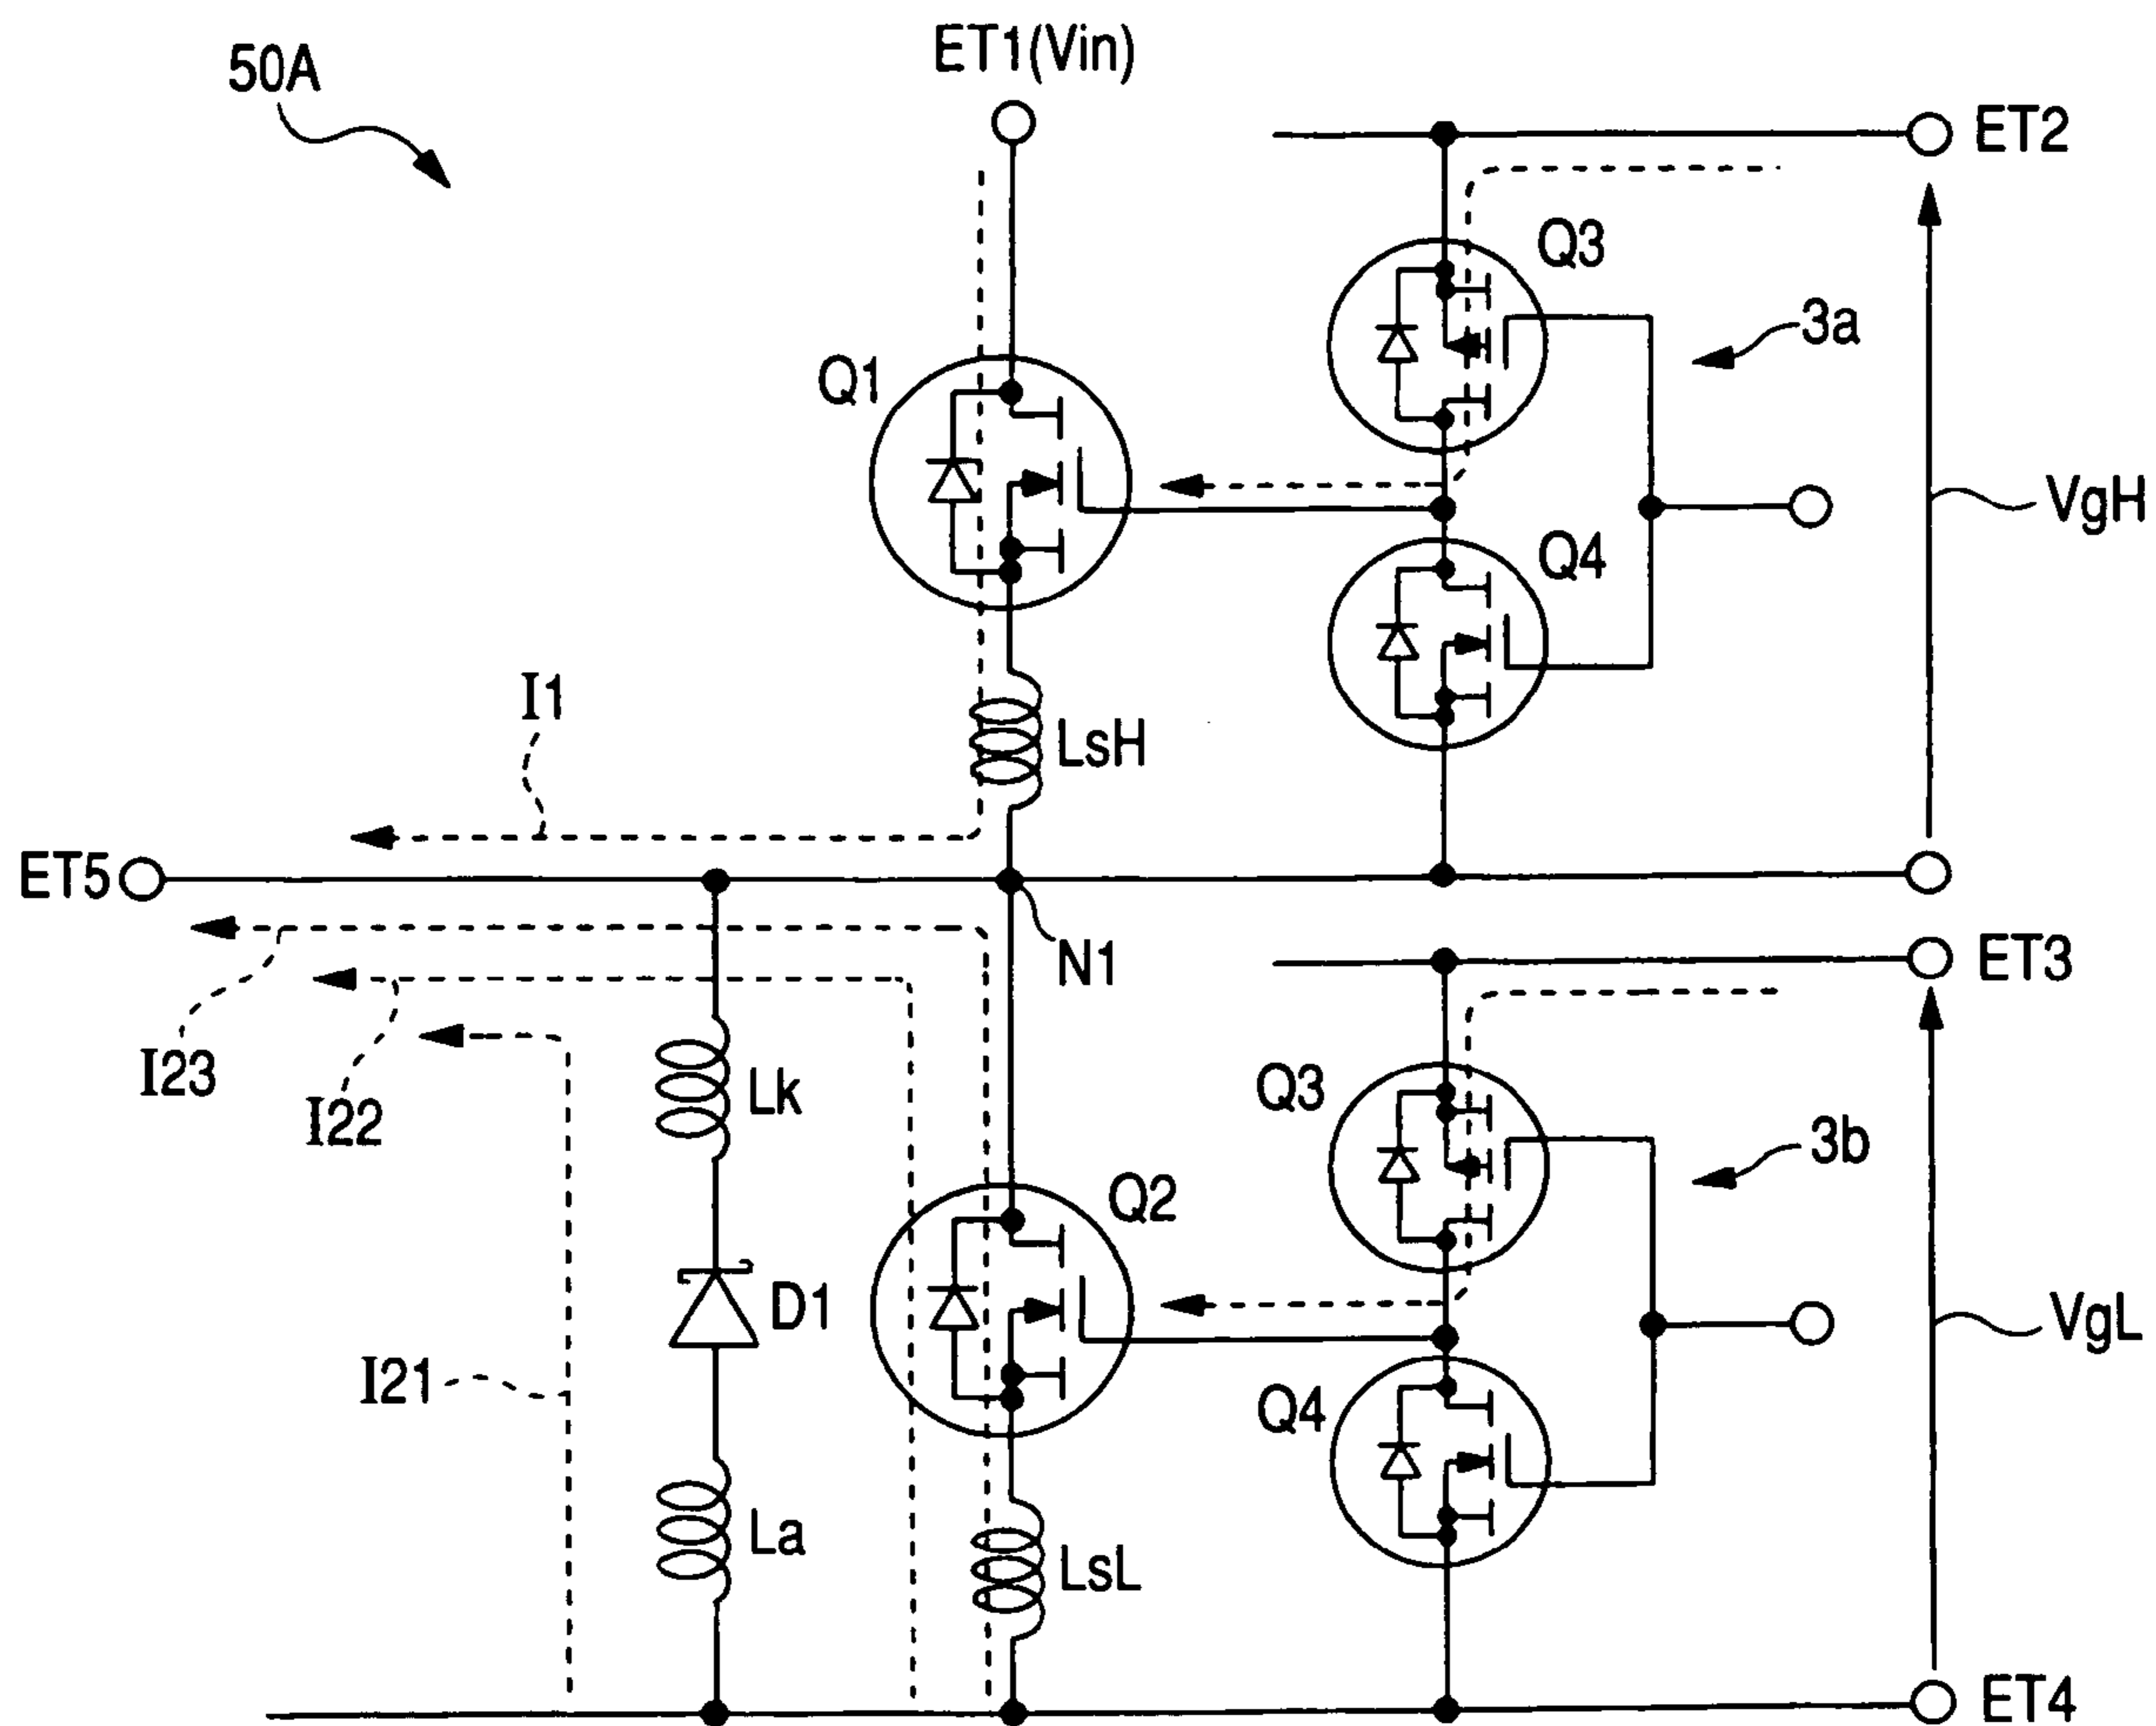 50A
ET1(Vin)
ET2
Q3
3a
Q1
VgH
Q4
I1
LsH
ET5
N1
ET3
I23
I22
Lk
Q3
3b
Q2
D1
VgL
I21
Q4
La
LsL
ET4